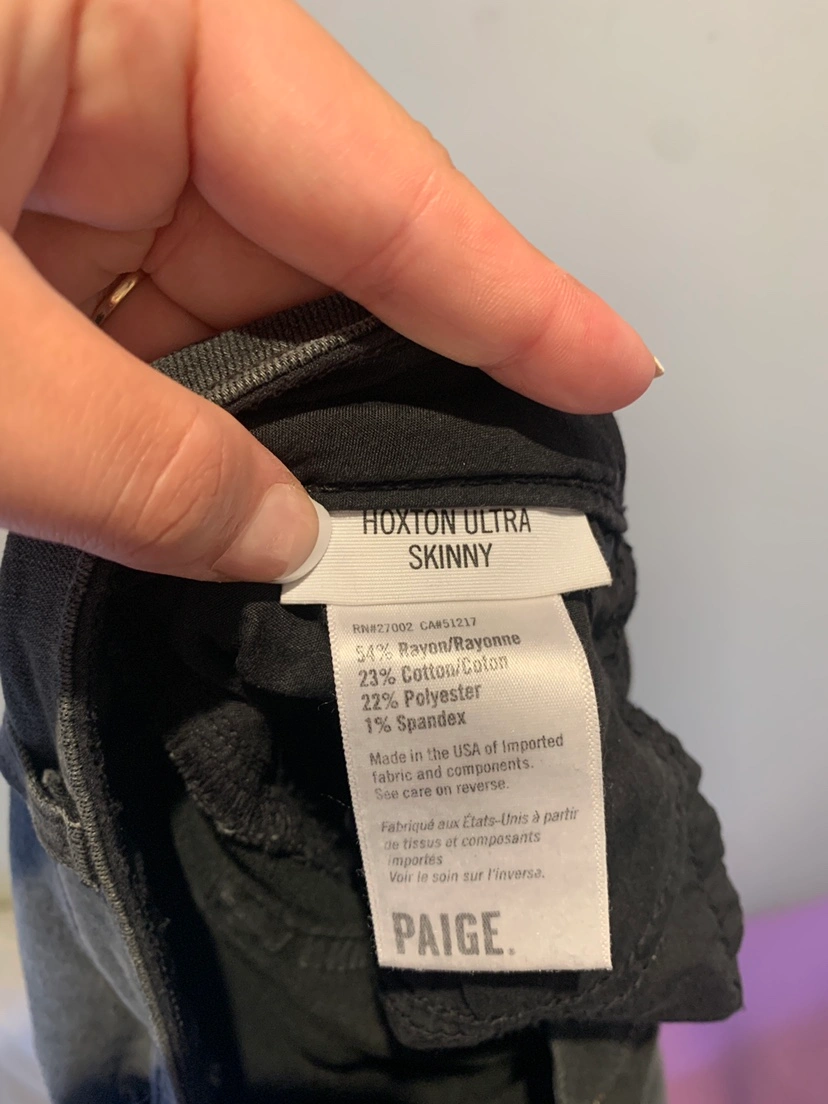 HOXTON ULTRA
SKINNY
RN#27002 CA#51217
54% Rayon/Rayonne
23% Cotton/Coton
22% Polyester
1% Spandex
Made in the USA of Imported
fabric and components.
See care on reverse.
Fabriqué aux États-Unis à partir
de tissus et composants
importés
Voir le soin sur l'inverse.
PAIGE.